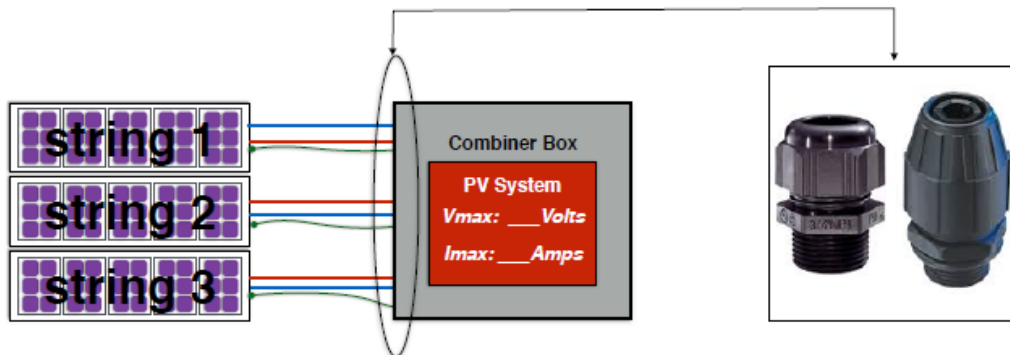 string 1
string 2
string 3
Combiner Box
PV System
Vmax: ___Volts
Imax: ___Amps